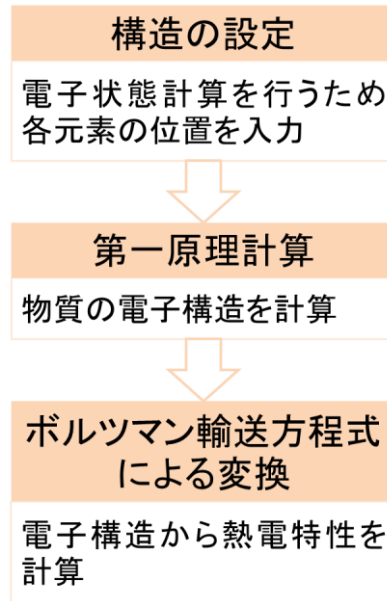 構造の設定
電子状態計算を行うため
各元素の位置を入力
第一原理計算
物質の電子構造を計算
ボルツマン輸送方程式
による変換
電子構造から熱電特性を
計算